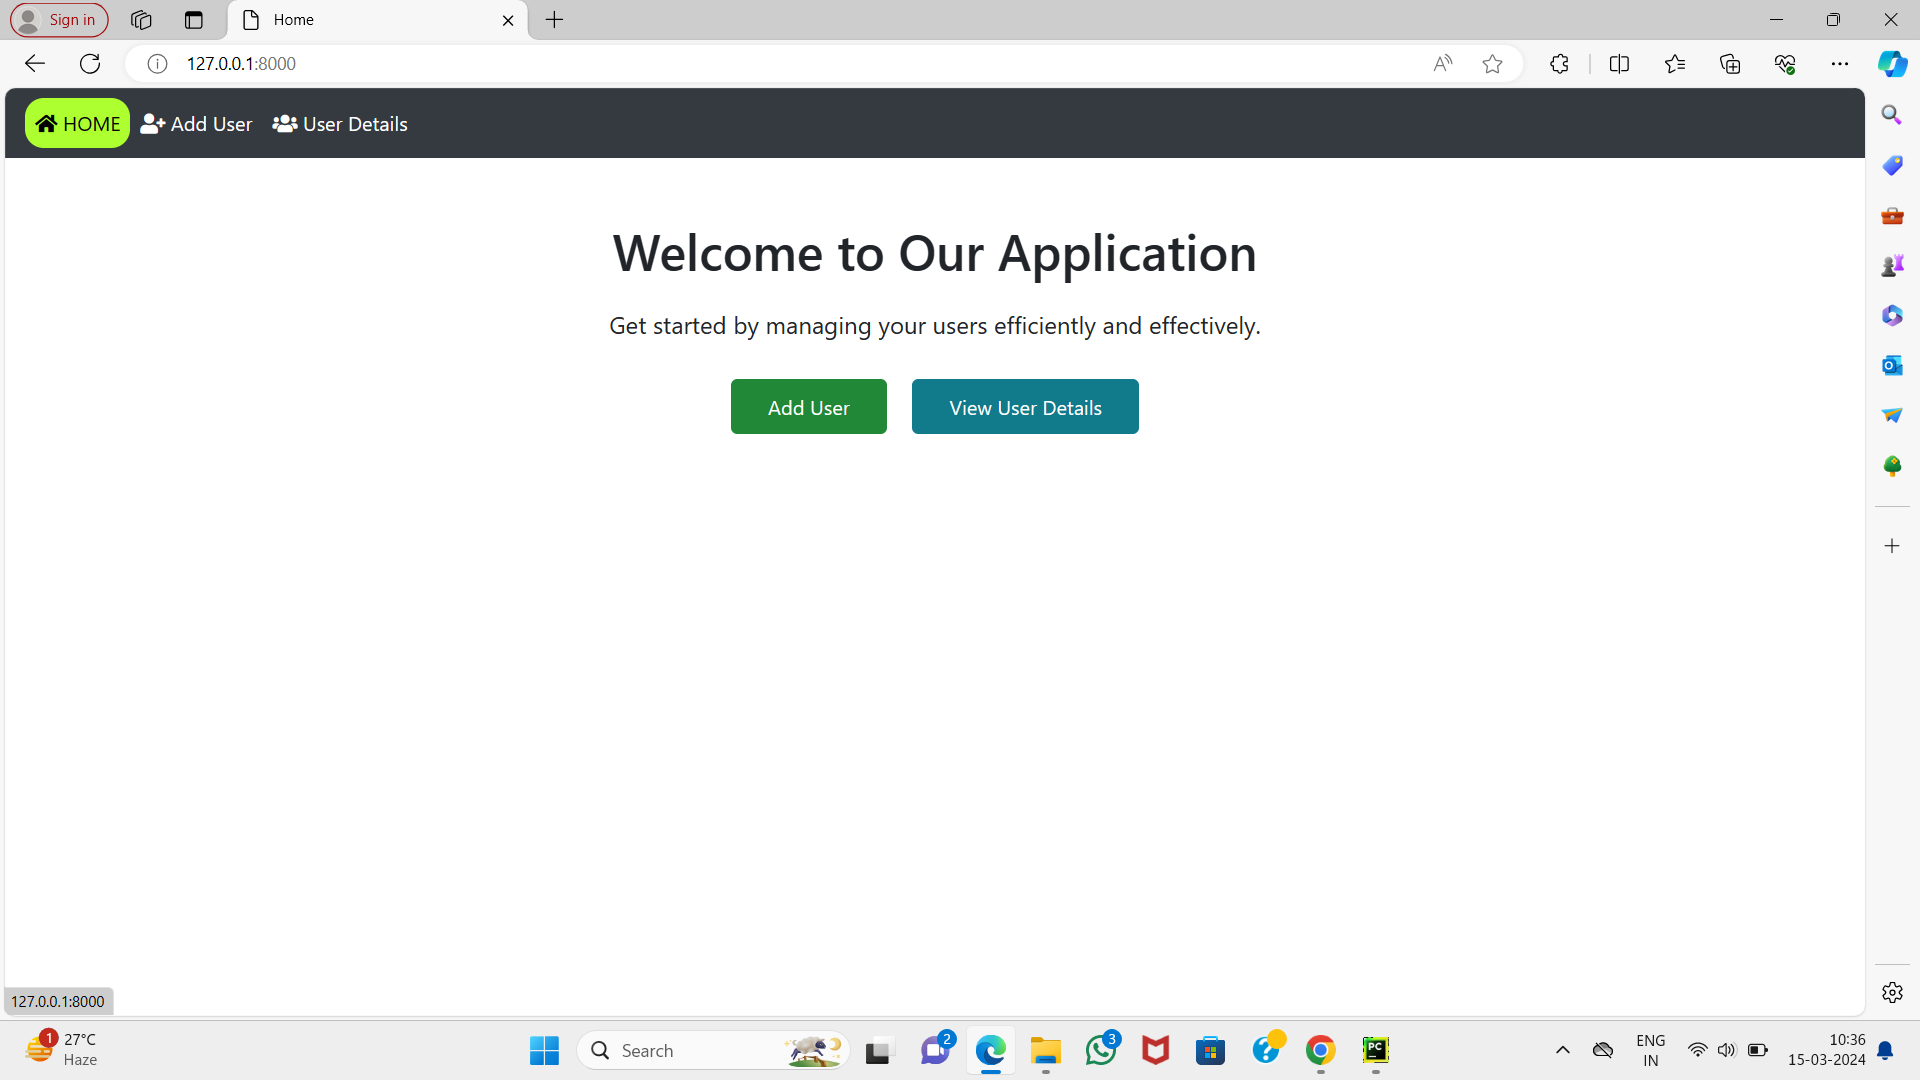 Sign in
Home
127.0.0.1:8000
HOME Add User User Details
Welcome to Our Application
Get started by managing your users efficiently and effectively.
Add User View User Details
127.0.0.1:8000
1 27°C
Haze
Search
2
3
PC
ENG
IN
10:36
15-03-2024